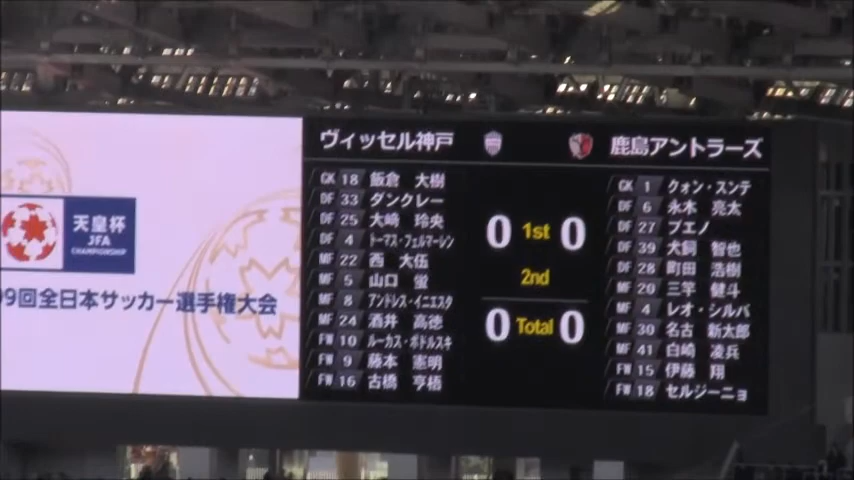 天皇杯
JFA
CHAMPIONSHIP
99回全日本サッカー選手権大会
ヴィッセル神戸
GK 18 飯倉 大樹
DF 33 ダンクレー
DF 25 大崎 玲央
DF 4 トーマス・フェルマーレン
MF 22 西 大伍
MF 5 山口 蛍
MF 8 アンドレス・イニエスタ
MF 24 酒井 高徳
FW 10 ルーカス・ポドルスキ
FW 9 藤本 憲明
FW 16 古橋 亨梧
0 1st 0
2nd
0 Total 0
鹿島アントラーズ
GK 1 クォン・スンテ
DF 6 永木 亮太
DF 27 ブエノ
DF 39 犬飼 智也
DF 28 町田 浩樹
MF 20 三竿 健斗
MF 4 レオ・シルバ
MF 30 名古 新太郎
MF 41 白崎 凌兵
FW 15 伊藤 翔
FW 18 セルジーニョ